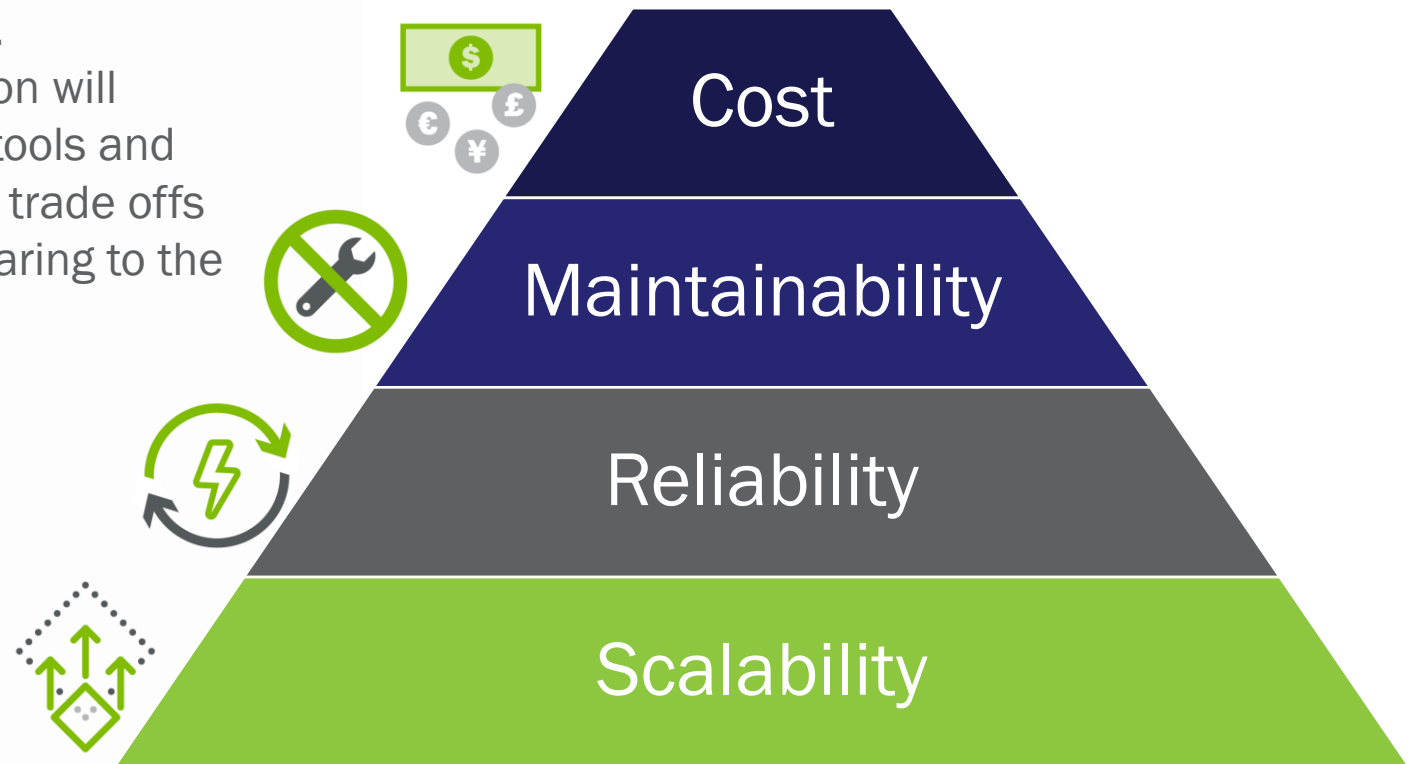 on will
tools and
trade offs
aring to the
$
€
£
¥
Cost
Maintainability
Reliability
Scalability